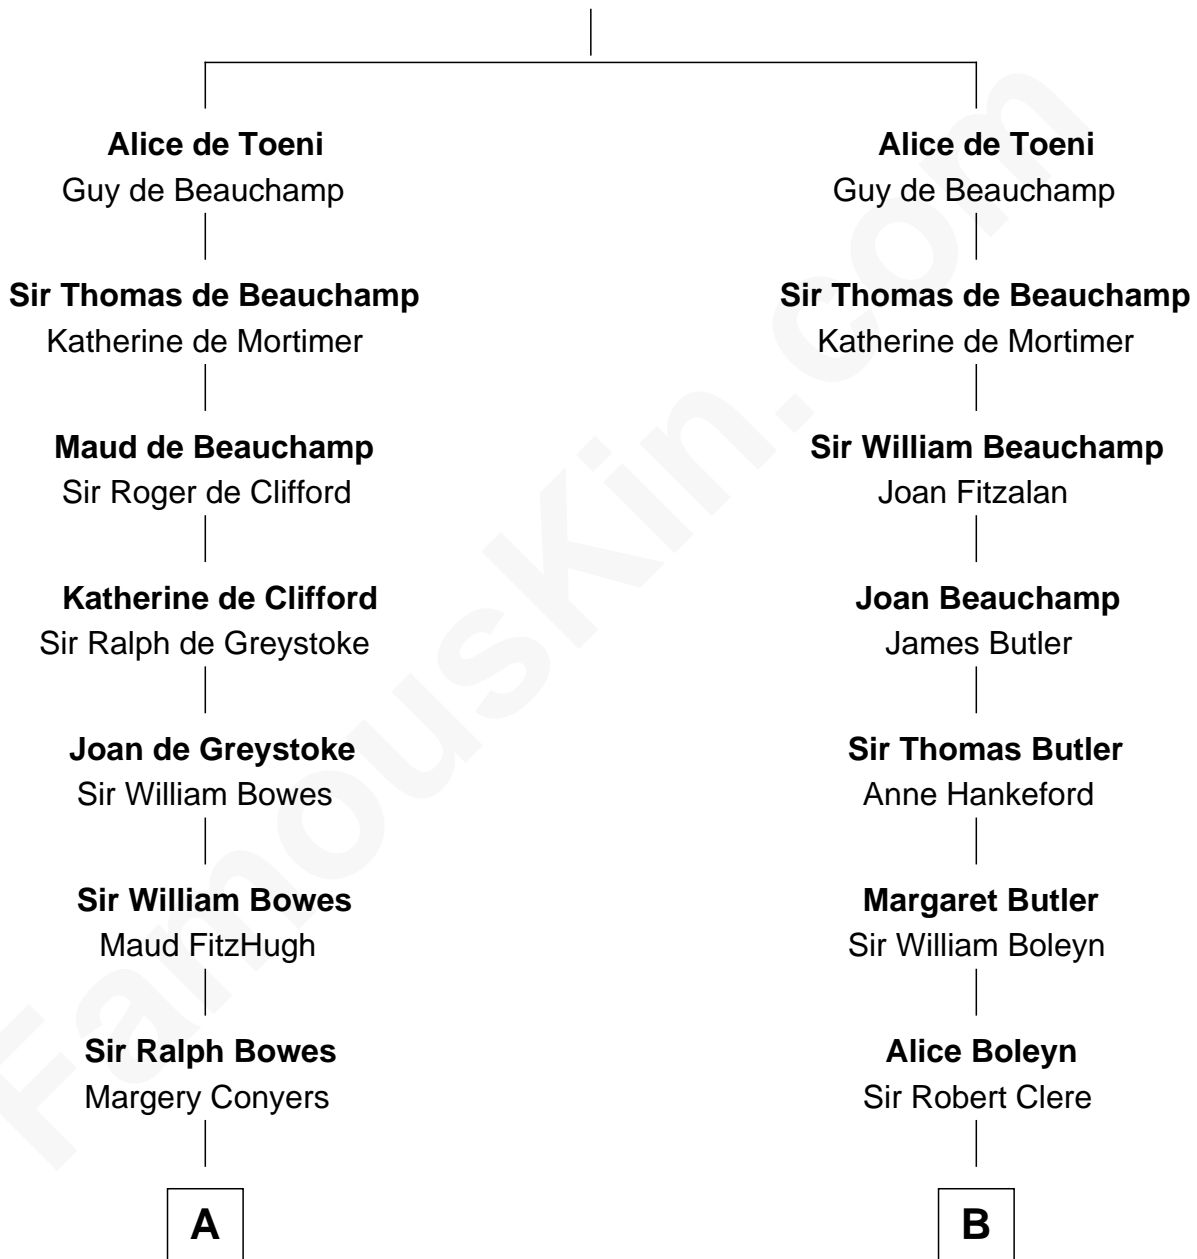 Alice de Toeni
Guy de Beauchamp
Sir Thomas de Beauchamp
Katherine de Mortimer
Maud de Beauchamp
Sir Roger de Clifford
Katherine de Clifford
Sir Ralph de Greystoke
Joan de Greystoke
Sir William Bowes
Sir William Bowes
Maud FitzHugh
Sir Ralph Bowes
Margery Conyers
A
Alice de Toeni
Guy de Beauchamp
Sir Thomas de Beauchamp
Katherine de Mortimer
Sir William Beauchamp
Joan Fitzalan
Joan Beauchamp
James Butler
Sir Thomas Butler
Anne Hankeford
Margaret Butler
Sir William Boleyn
Alice Boleyn
Sir Robert Clere
B
FamousKin.com